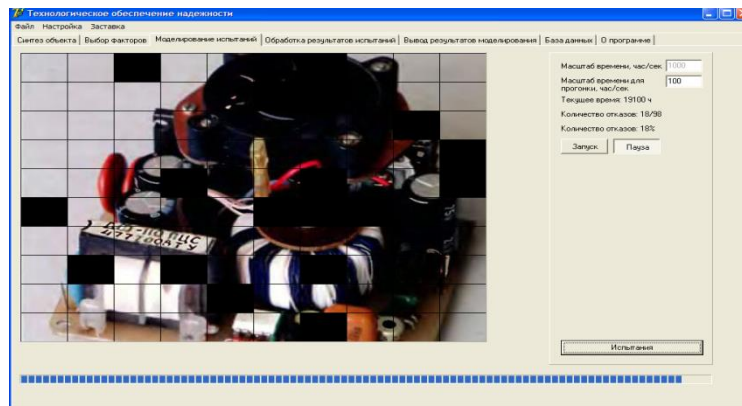 Технологическое обеспечение надежности
Файл Настройка Заставка
Синтез объекта Выбор факторов Моделирование испытаний Обработка результатов испытаний Вывод результатов моделирования База данных О программе
Масштаб времени, час/сек 1000
Масштаб времени для прогонки, час/сек 100
Текущее время: 19100 ч
Количество отказов: 18/98
Количество отказов: 18%
Запуск Пауза
Испытания